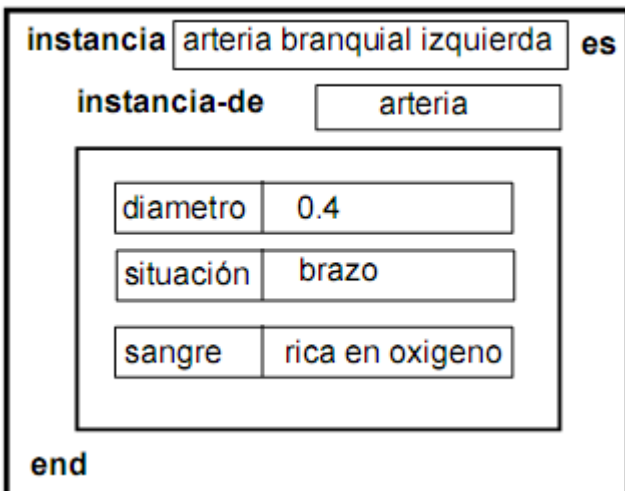 instancia arteria branquial izquierda es
instancia-de arteria
diametro 0.4
situación brazo
sangre rica en oxigeno
end